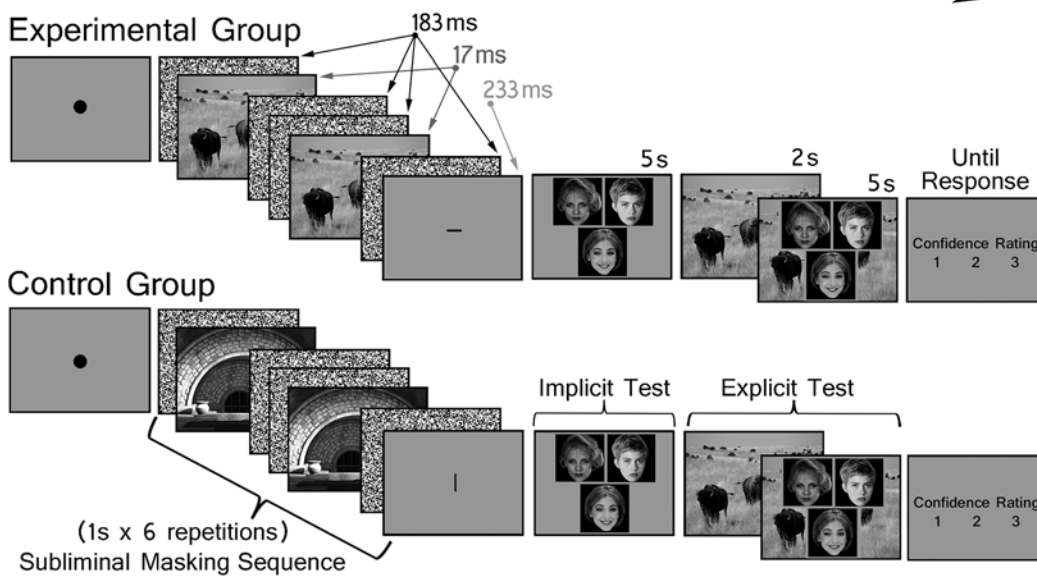 Experimental Group
183 ms
17 ms
233 ms
5 s
2 s
5 s
Until
Response
Confidence Rating
1 2 3
Control Group
Implicit Test
Explicit Test
Confidence Rating
1 2 3
(1s x 6 repetitions)
Subliminal Masking Sequence